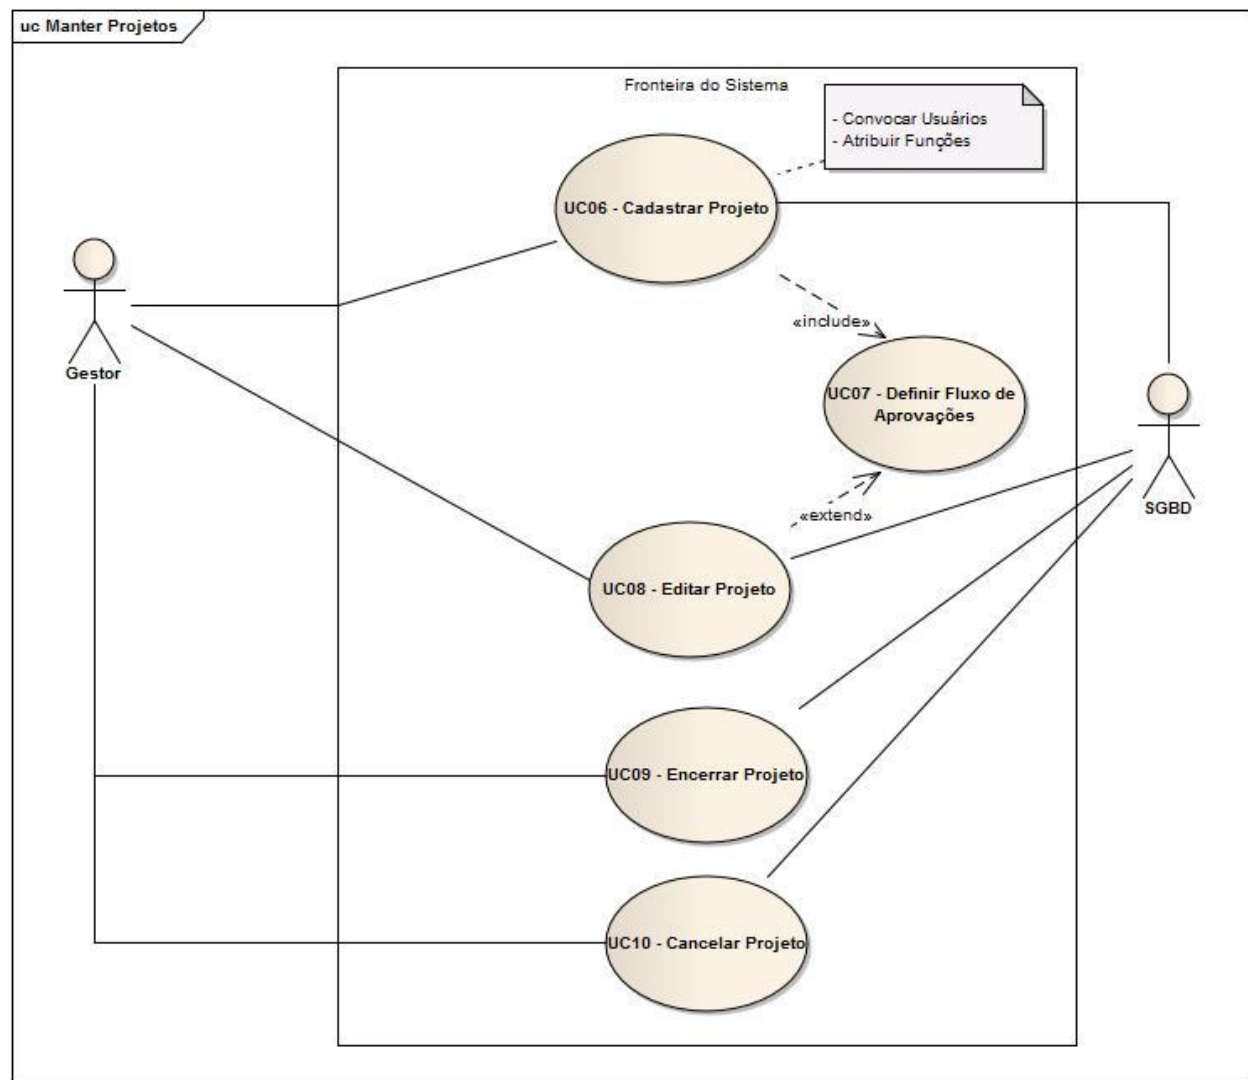 uc Manter Projetos
Fronteira do Sistema
- Convocar Usuários
- Atribuir Funções
UC06 - Cadastrar Projeto
«include»
Gestor
UC07 - Definir Fluxo de
Aprovações
SGBD
«extend»
UC08 - Editar Projeto
UC09 - Encerrar Projeto
UC10 - Cancelar Projeto